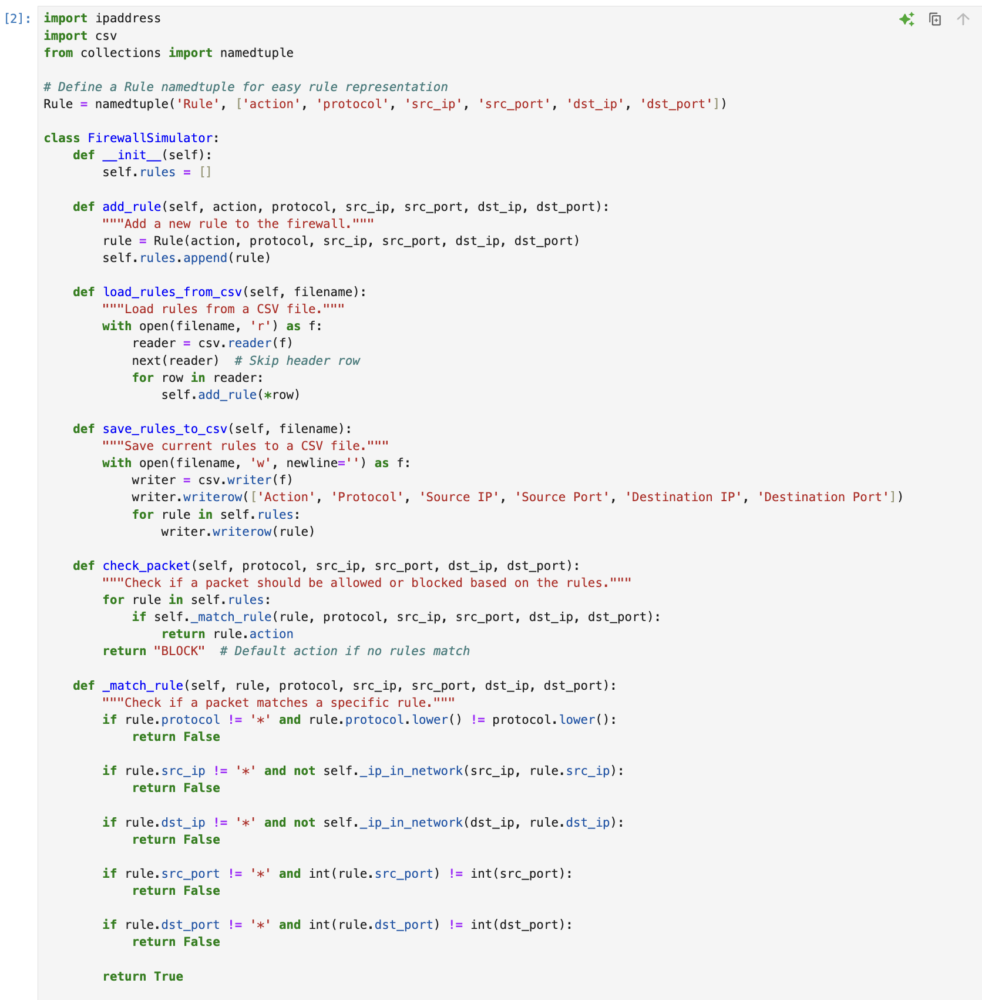 [2]:
import ipaddress
import csv
from collections import namedtuple

# Define a Rule namedtuple for easy rule representation
Rule = namedtuple('Rule', ['action', 'protocol', 'src_ip', 'src_port', 'dst_ip', 'dst_port'])

class FirewallSimulator:
    def __init__(self):
        self.rules = []

    def add_rule(self, action, protocol, src_ip, src_port, dst_ip, dst_port):
        """Add a new rule to the firewall."""
        rule = Rule(action, protocol, src_ip, src_port, dst_ip, dst_port)
        self.rules.append(rule)

    def load_rules_from_csv(self, filename):
        """Load rules from a CSV file."""
        with open(filename, 'r') as f:
            reader = csv.reader(f)
            next(reader)  # Skip header row
            for row in reader:
                self.add_rule(*row)

    def save_rules_to_csv(self, filename):
        """Save current rules to a CSV file."""
        with open(filename, 'w', newline='') as f:
            writer = csv.writer(f)
            writer.writerow(['Action', 'Protocol', 'Source IP', 'Source Port', 'Destination IP', 'Destination Port'])
            for rule in self.rules:
                writer.writerow(rule)

    def check_packet(self, protocol, src_ip, src_port, dst_ip, dst_port):
        """Check if a packet should be allowed or blocked based on the rules."""
        for rule in self.rules:
            if self._match_rule(rule, protocol, src_ip, src_port, dst_ip, dst_port):
                return rule.action
        return "BLOCK"  # Default action if no rules match

    def _match_rule(self, rule, protocol, src_ip, src_port, dst_ip, dst_port):
        """Check if a packet matches a specific rule."""
        if rule.protocol != '*' and rule.protocol.lower() != protocol.lower():
            return False

        if rule.src_ip != '*' and not self._ip_in_network(src_ip, rule.src_ip):
            return False

        if rule.dst_ip != '*' and not self._ip_in_network(dst_ip, rule.dst_ip):
            return False

        if rule.src_port != '*' and int(rule.src_port) != int(src_port):
            return False

        if rule.dst_port != '*' and int(rule.dst_port) != int(dst_port):
            return False

        return True